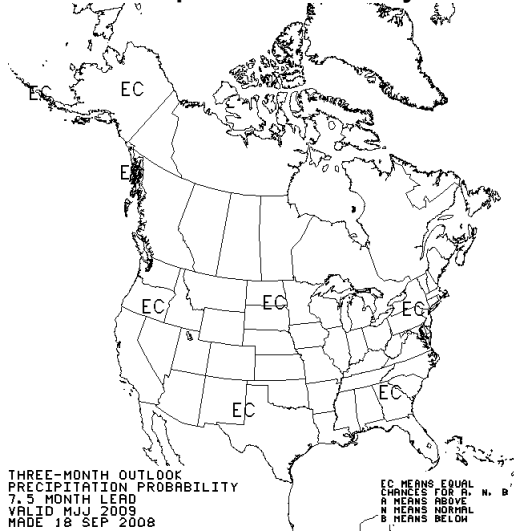 EC
EC
EC
EC
EC
EC
EC
EC
THREE-MONTH OUTLOOK
PRECIPITATION PROBABILITY
7.5 MONTH LEAD
VALID MJJ 2009
MADE 18 SEP 2008
EC MEANS EQUAL
CHANCES FOR A, N, B
A MEANS ABOVE
N MEANS NORMAL
B MEANS BELOW